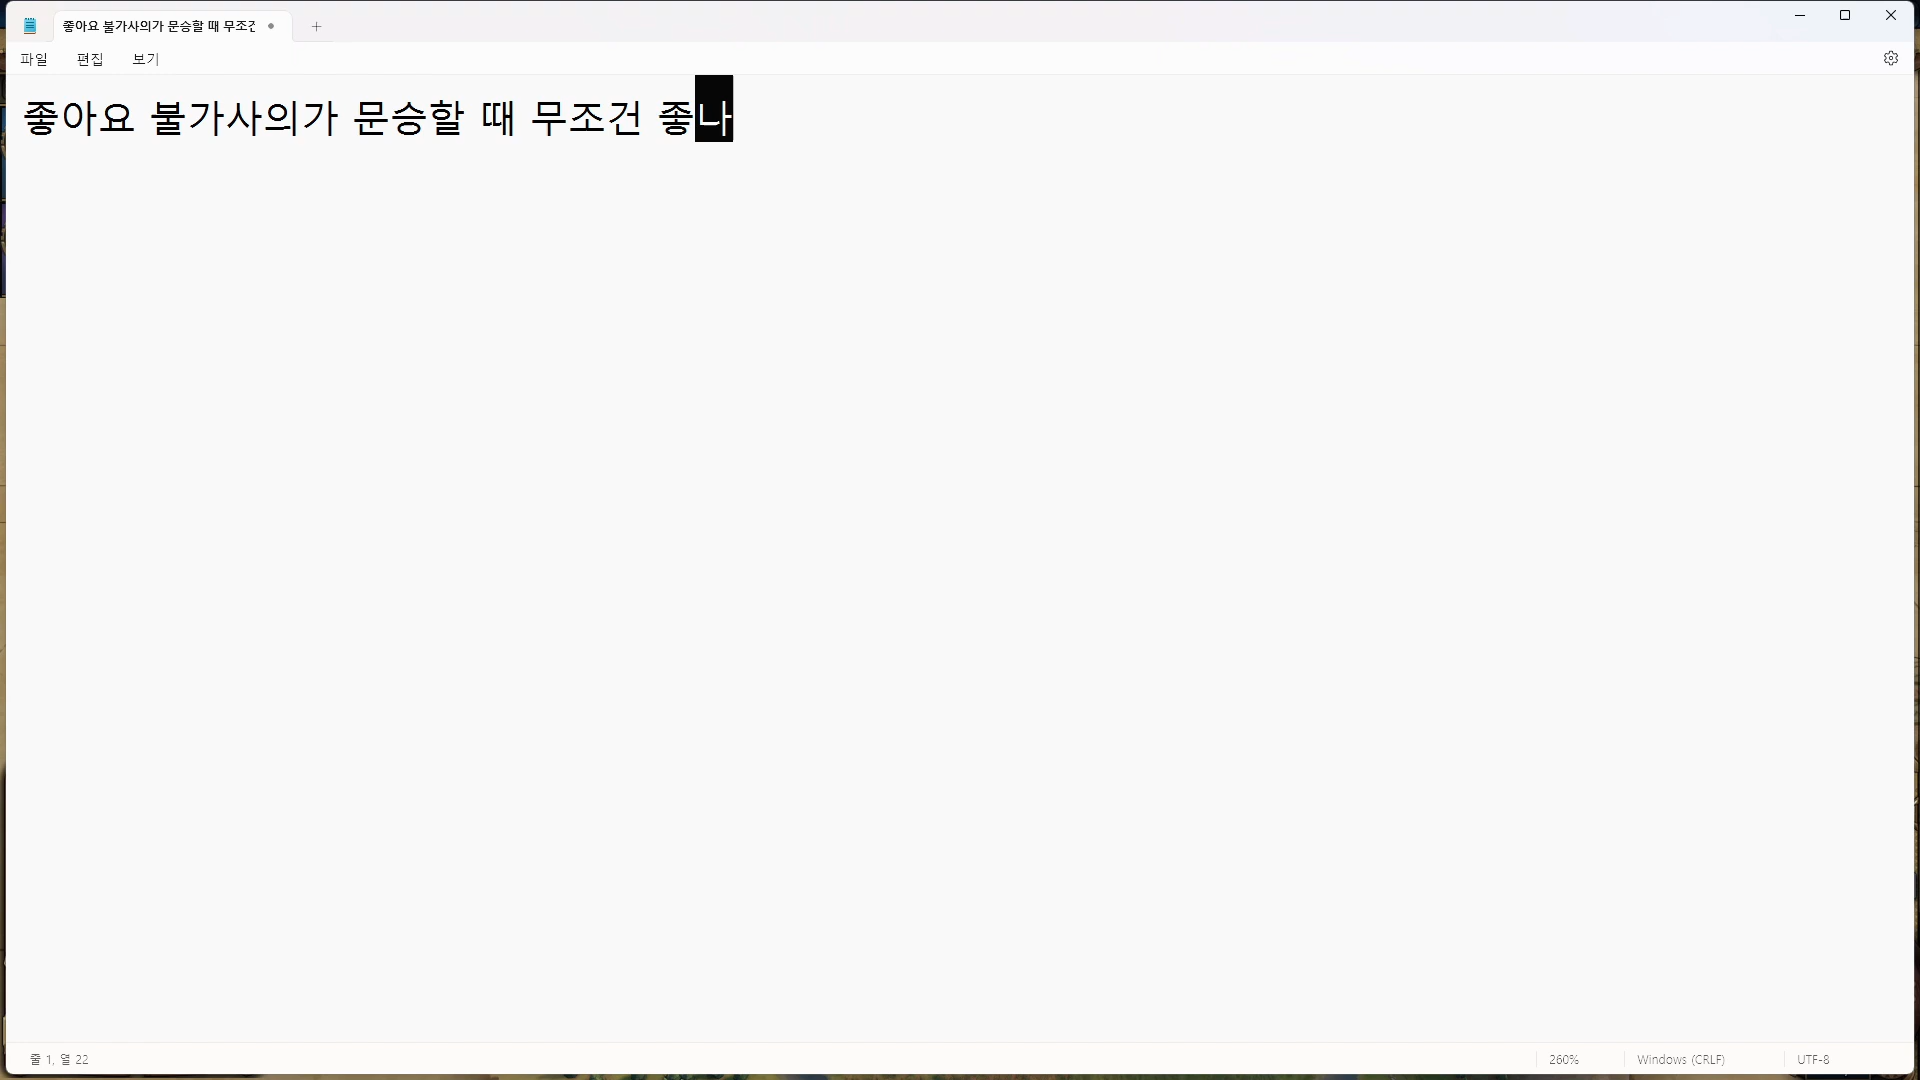 좋아요 불가사의가 문승할 때 무조건
파일 편집 보기
좋아요 불가사의가 문승할 때 무조건 좋나
줄 1, 열 22 260% Windows (CRLF) UTF-8